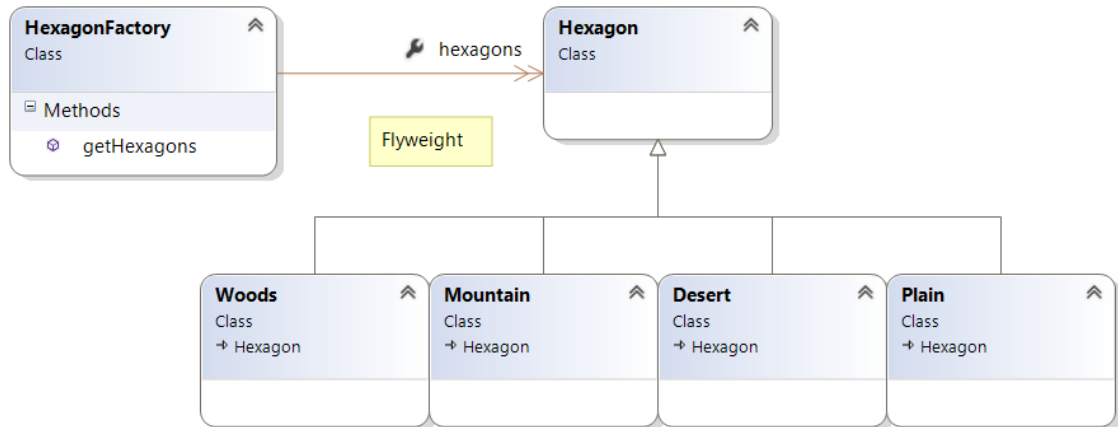 HexagonFactory
Class
Methods
getHexagons
hexagons
Flyweight
Hexagon
Class
Woods
Class
Hexagon
Mountain
Class
Hexagon
Desert
Class
Hexagon
Plain
Class
Hexagon